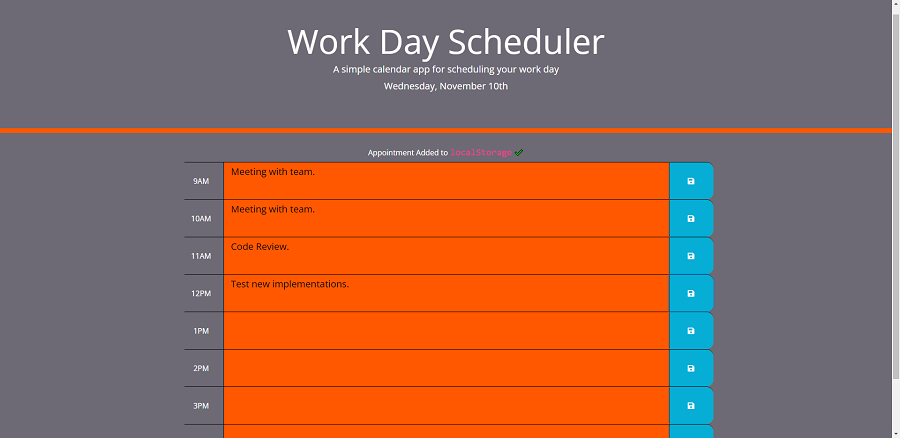 Work Day Scheduler
A simple calendar app for scheduling your work day
Wednesday, November 10th
Appointment Added to localStorage
9AM Meeting with team.
10AM Meeting with team.
11AM Code Review.
12PM Test new implementations.
1PM
2PM
3PM